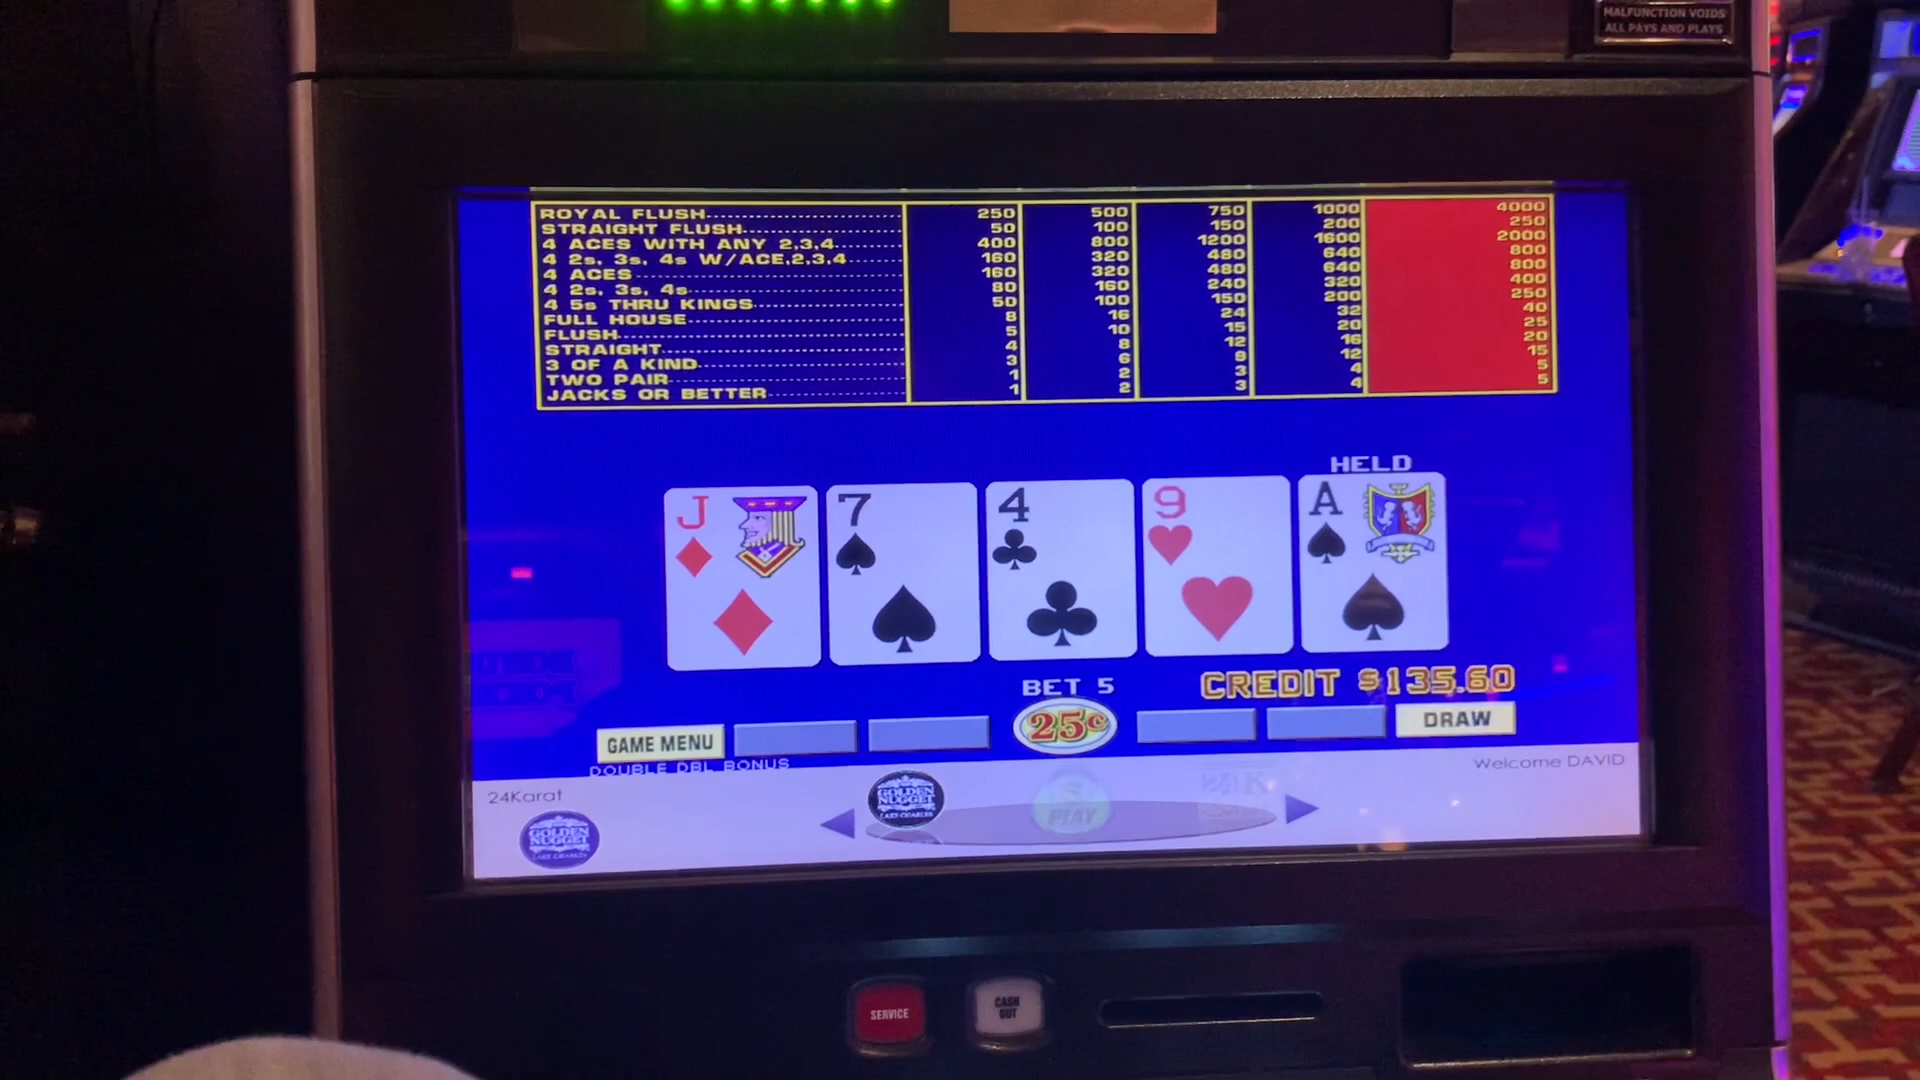 MALFUNCTION VOIDS
ALL PAYS AND PLAYS
ROYAL FLUSH 250 500 750 1000 4000
STRAIGHT FLUSH 50 100 150 200 250
4 ACES WITH ANY 2,3,4 400 800 1200 1600 2000
4 2s, 3s, 4s W/ACE,2,3,4 160 320 480 640 800
4 ACES 160 320 480 640 800
4 2s, 3s, 4s 80 160 240 320 400
4 5s THRU KINGS 50 100 150 200 250
FULL HOUSE 8 16 24 32 40
FLUSH 5 10 15 20 25
STRAIGHT 4 8 12 16 20
3 OF A KIND 3 6 9 12 15
TWO PAIR 1 2 3 4 5
JACKS OR BETTER 1 2 3 4 5
HELD
J 7 4 9 A
BET 5 CREDIT $135.60
GAME MENU 25¢ DRAW
DOUBLE DBL BONUS
Welcome DAVID
24Karat
GOLDEN NUGGET LAKE CHARLES
PLAY
GOLDEN NUGGET LAKE CHARLES
SERVICE
CASH OUT